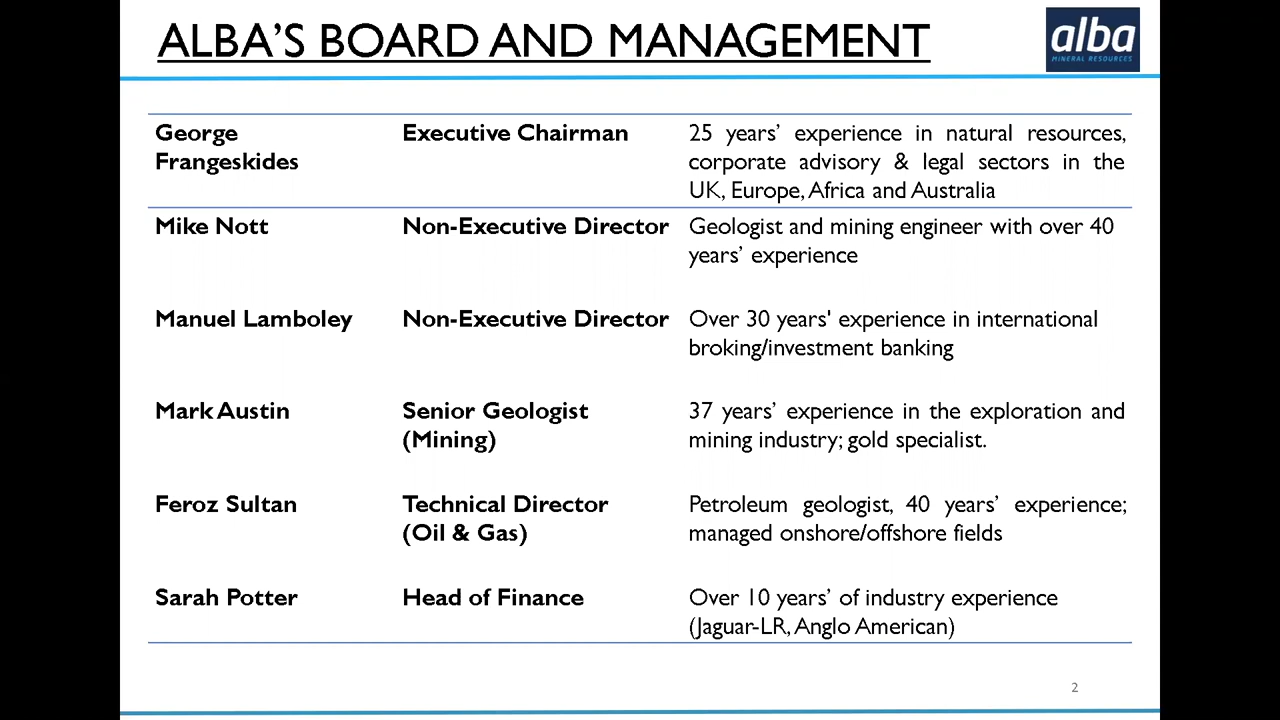 ALBA’S BOARD AND MANAGEMENT
alba
MINERAL RESOURCES
George Frangeskides
Executive Chairman
25 years’ experience in natural resources,
corporate advisory & legal sectors in the
UK, Europe, Africa and Australia
Mike Nott
Non-Executive Director
Geologist and mining engineer with over 40
years’ experience
Manuel Lamboley
Non-Executive Director
Over 30 years' experience in international
broking/investment banking
Mark Austin
Senior Geologist
(Mining)
37 years’ experience in the exploration and
mining industry; gold specialist.
Feroz Sultan
Technical Director
(Oil & Gas)
Petroleum geologist, 40 years’ experience;
managed onshore/offshore fields
Sarah Potter
Head of Finance
Over 10 years’ of industry experience
(Jaguar-LR, Anglo American)
2